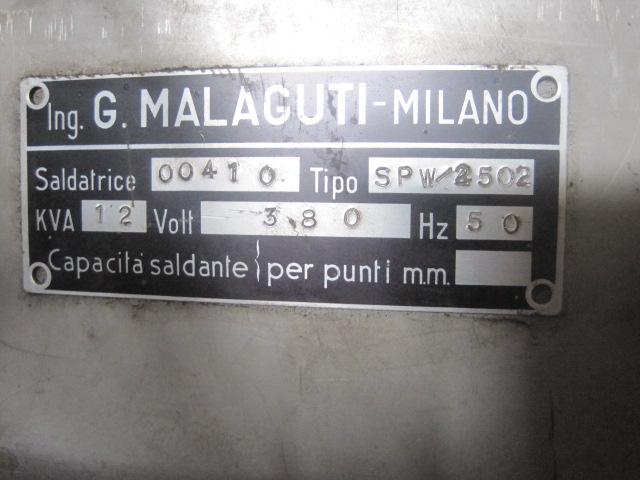 Ing. G. MALAGUTI-MILANO
Saldatrice 00410 Tipo SPW/2502
KVA 12 Volt 380 Hz 50
Capacità saldante } per punti m.m.